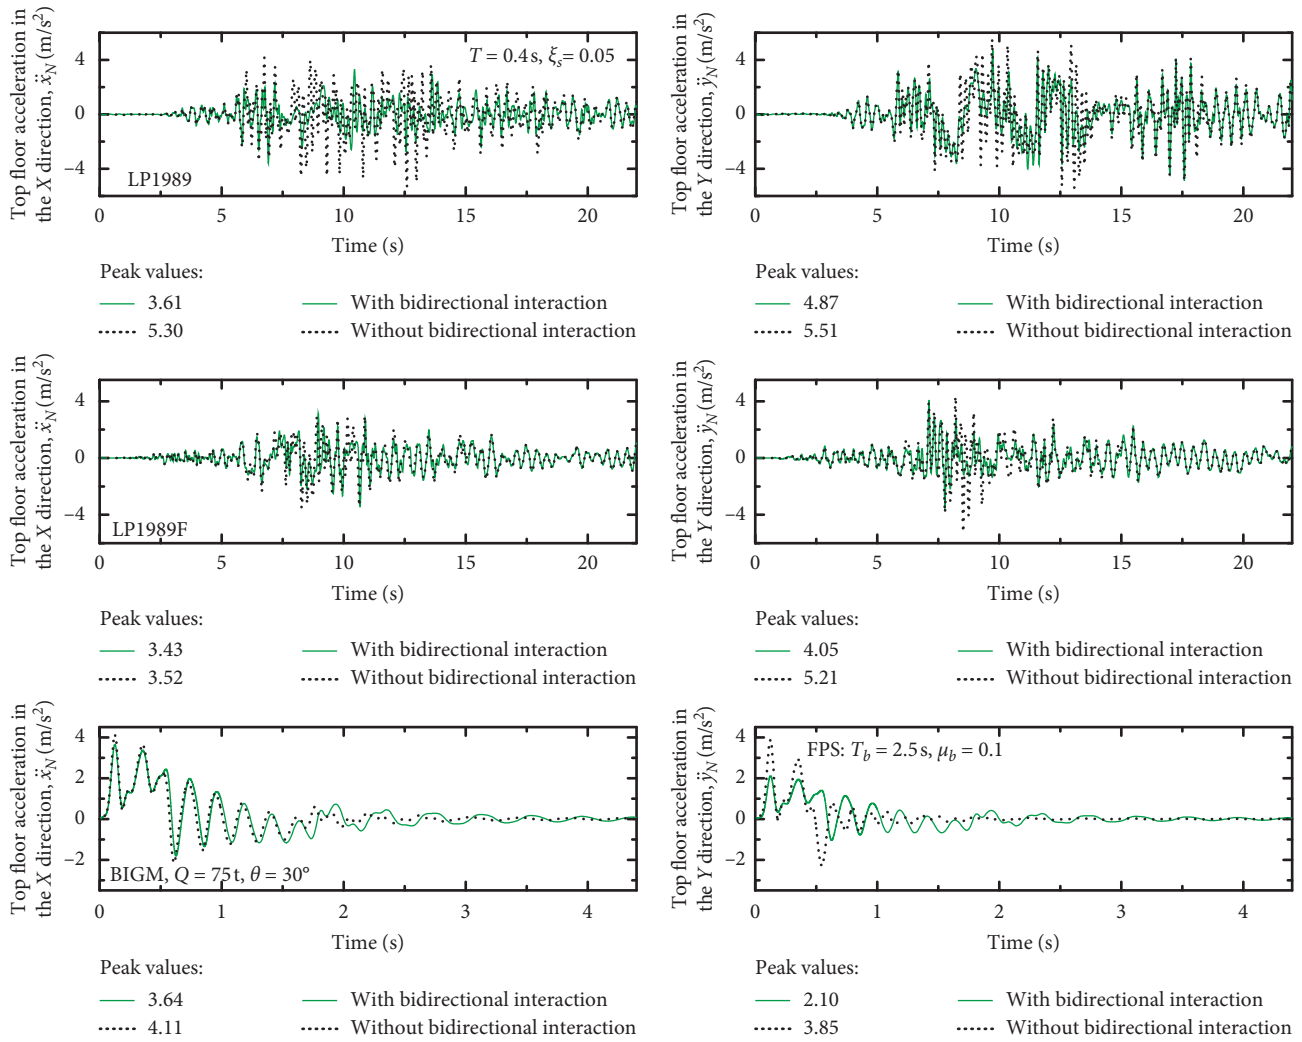 Top floor acceleration in
the X direction, ẍ_N (m/s²)
4
0
−4
T = 0.4 s, ξ_s = 0.05
LP1989
0 5 10 15 20
Time (s)
Peak values:
3.61 With bidirectional interaction
5.30 Without bidirectional interaction
Top floor acceleration in
the Y direction, ÿ_N (m/s²)
4
0
−4
0 5 10 15 20
Time (s)
Peak values:
4.87 With bidirectional interaction
5.51 Without bidirectional interaction
Top floor acceleration in
the X direction, ẍ_N (m/s²)
4
0
−4
LP1989F
0 5 10 15 20
Time (s)
Peak values:
3.43 With bidirectional interaction
3.52 Without bidirectional interaction
Top floor acceleration in
the Y direction, ÿ_N (m/s²)
4
0
−4
0 5 10 15 20
Time (s)
Peak values:
4.05 With bidirectional interaction
5.21 Without bidirectional interaction
Top floor acceleration in
the X direction, ẍ_N (m/s²)
4
2
0
−2
BIGM, Q = 75 t, θ = 30°
0 1 2 3 4
Time (s)
Peak values:
3.64 With bidirectional interaction
4.11 Without bidirectional interaction
Top floor acceleration in
the Y direction, ÿ_N (m/s²)
4
2
0
−2
FPS: T_b = 2.5 s, μ_b = 0.1
0 1 2 3 4
Time (s)
Peak values:
2.10 With bidirectional interaction
3.85 Without bidirectional interaction